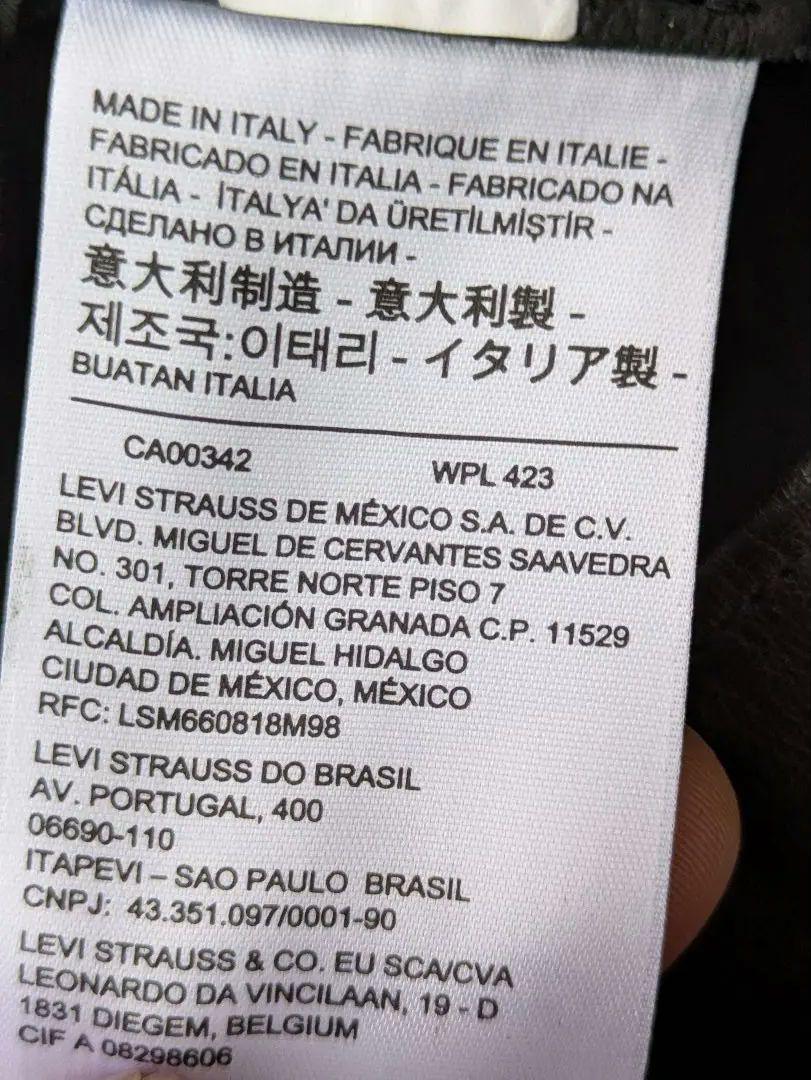 MADE IN ITALY - FABRIQUE EN ITALIE -
FABRICADO EN ITALIA - FABRICADO NA
ITÁLIA - İTALYA' DA ÜRETİLMİŞTİR -
СДЕЛАНО В ИТАЛИИ -
意大利制造 - 意大利製 -
제조국:이태리 - イタリア製 -
BUATAN ITALIA
CA00342 WPL 423
LEVI STRAUSS DE MÉXICO S.A. DE C.V.
BLVD. MIGUEL DE CERVANTES SAAVEDRA
NO. 301, TORRE NORTE PISO 7
COL. AMPLIACIÓN GRANADA C.P. 11529
ALCALDÍA. MIGUEL HIDALGO
CIUDAD DE MÉXICO, MÉXICO
RFC: LSM660818M98
LEVI STRAUSS DO BRASIL
AV. PORTUGAL, 400
06690-110
ITAPEVI – SAO PAULO BRASIL
CNPJ: 43.351.097/0001-90
LEVI STRAUSS & CO. EU SCA/CVA
LEONARDO DA VINCILAAN, 19 - D
1831 DIEGEM, BELGIUM
CIF A 08298606